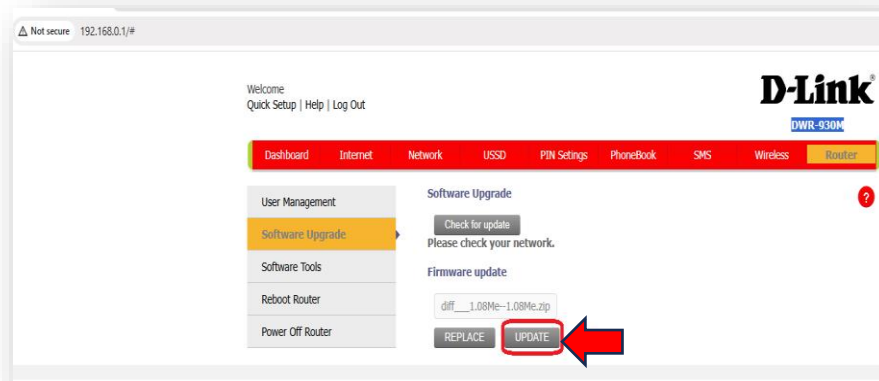 Not secure 192.168.0.1/#
Welcome
Quick Setup | Help | Log Out
D-Link
DWR-930M
Dashboard Internet Network USSD PIN Setings PhoneBook SMS Wireless Router
User Management
Software Upgrade
Software Tools
Reboot Router
Power Off Router
Software Upgrade
?
Check for update
Please check your network.
Firmware update
diff___1.08Me--1.08Me.zip
REPLACE UPDATE